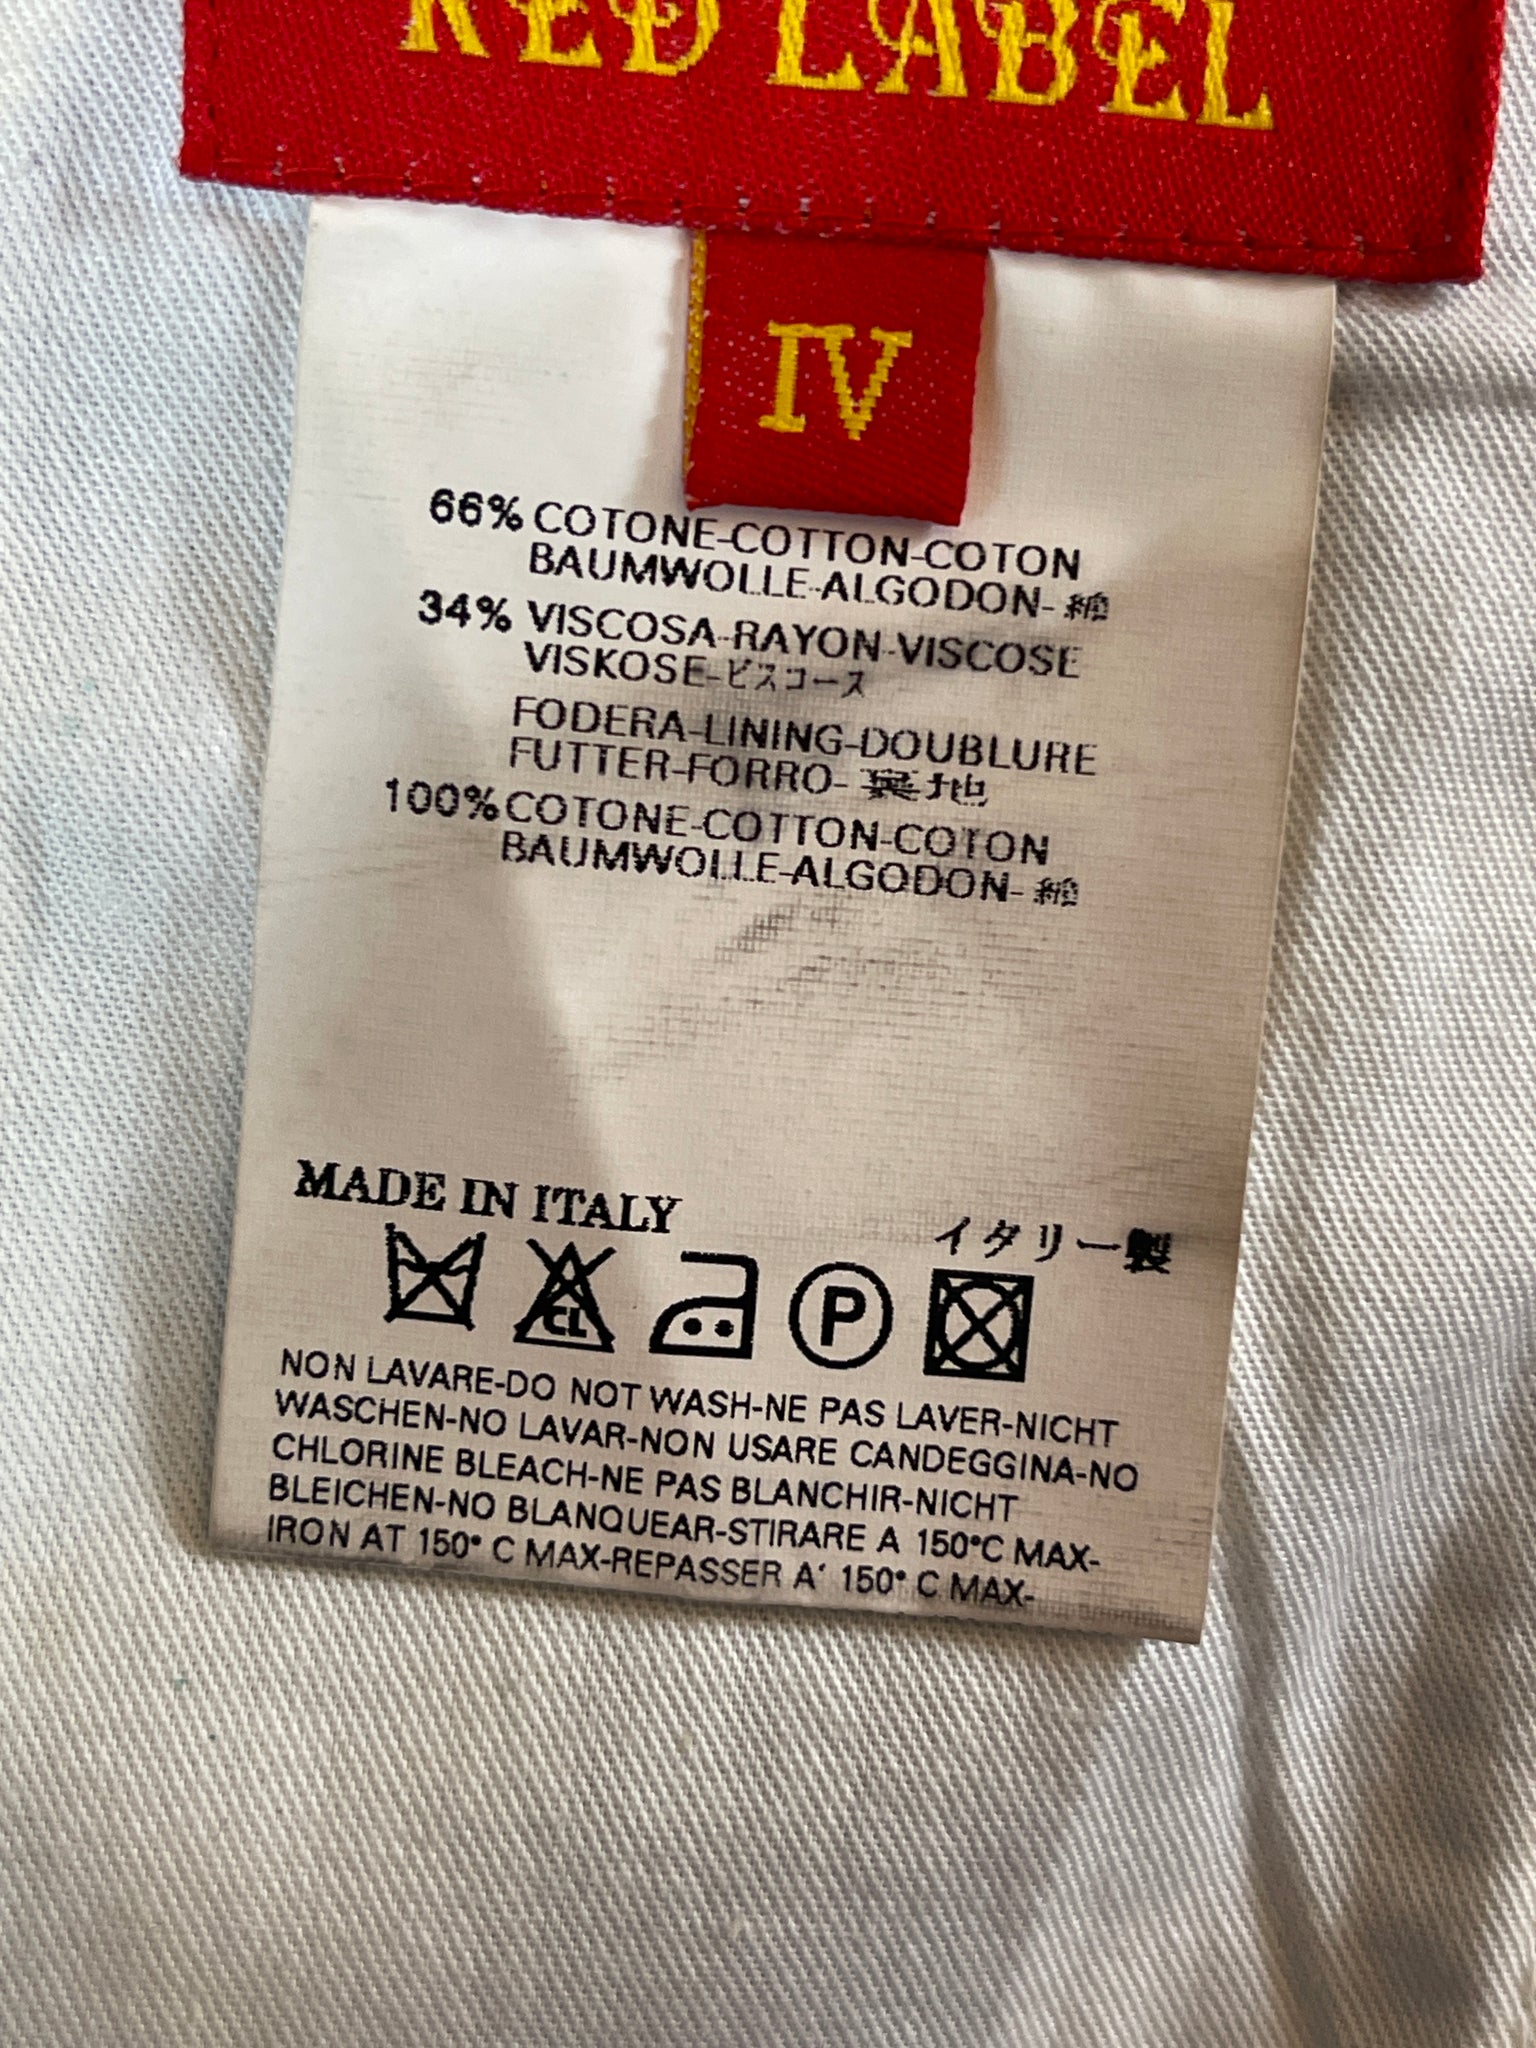 RED LABEL
IV
66% COTONE-COTTON-COTON
BAUMWOLLE-ALGODON-綿
34% VISCOSA-RAYON-VISCOSE
VISKOSE-ビスコース
FODERA-LINING-DOUBLURE
FUTTER-FORRO-裏地
100% COTONE-COTTON-COTON
BAUMWOLLE-ALGODON-綿
MADE IN ITALY
イタリー製
CL P
NON LAVARE-DO NOT WASH-NE PAS LAVER-NICHT
WASCHEN-NO LAVAR-NON USARE CANDEGGINA-NO
CHLORINE BLEACH-NE PAS BLANCHIR-NICHT
BLEICHEN-NO BLANQUEAR-STIRARE A 150°C MAX-
IRON AT 150° C MAX-REPASSER A' 150° C MAX-